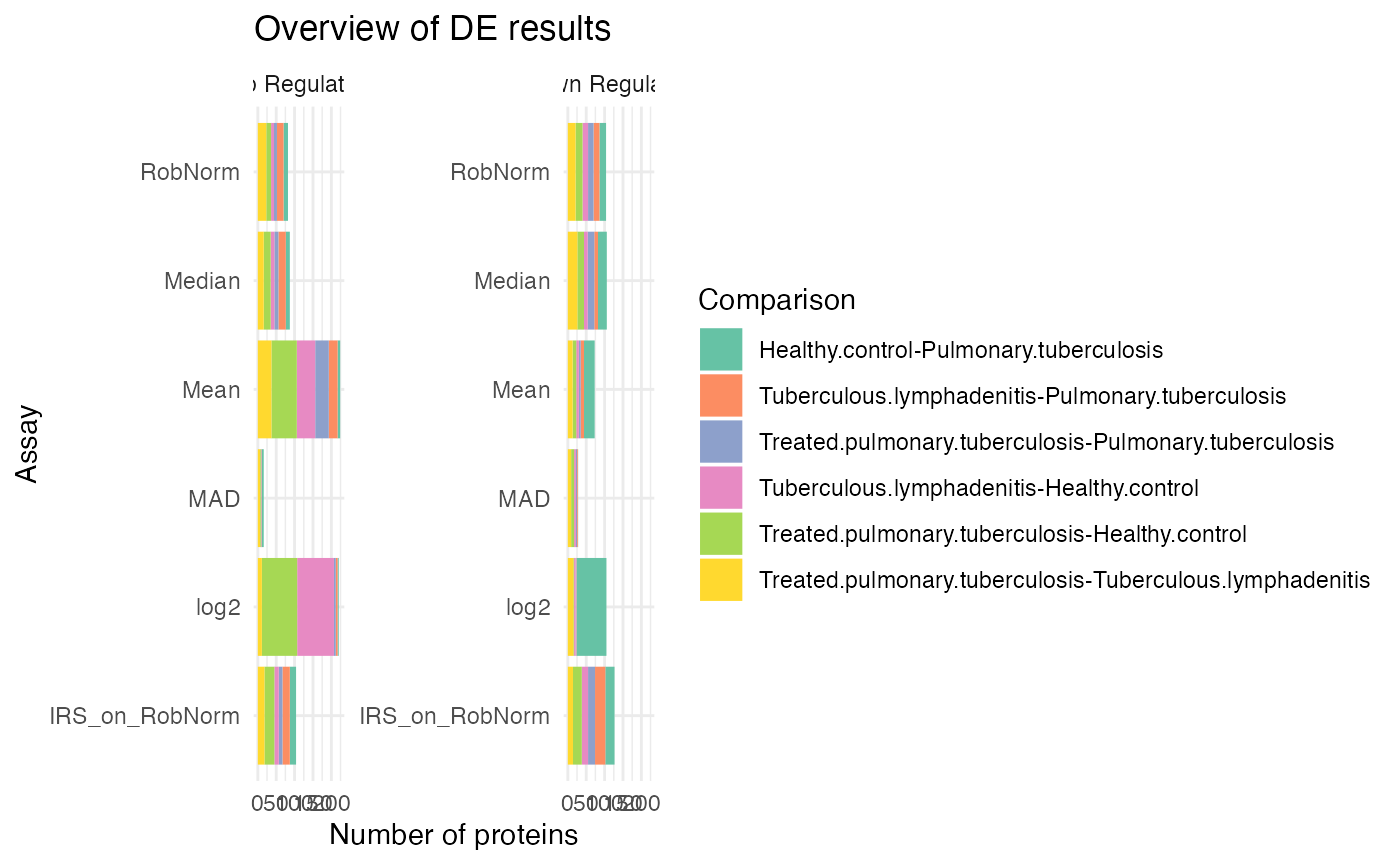 Overview of DE results
Regulat
Regula
RobNorm
RobNorm
Median
Median
Mean
Mean
MAD
MAD
log2
log2
IRS_on_RobNorm
IRS_on_RobNorm
Assay
Number of proteins
Comparison
Healthy.control-Pulmonary.tuberculosis
Tuberculous.lymphadenitis-Pulmonary.tuberculosis
Treated.pulmonary.tuberculosis-Pulmonary.tuberculosis
Tuberculous.lymphadenitis-Healthy.control
Treated.pulmonary.tuberculosis-Healthy.control
Treated.pulmonary.tuberculosis-Tuberculous.lymphadenitis